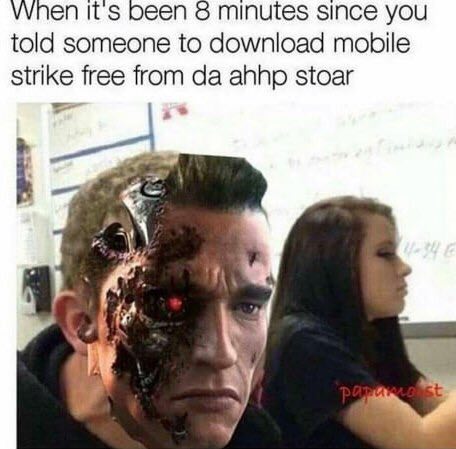 When it's been 8 minutes since you
told someone to download mobile
strike free from da ahhp stoar
papamoist